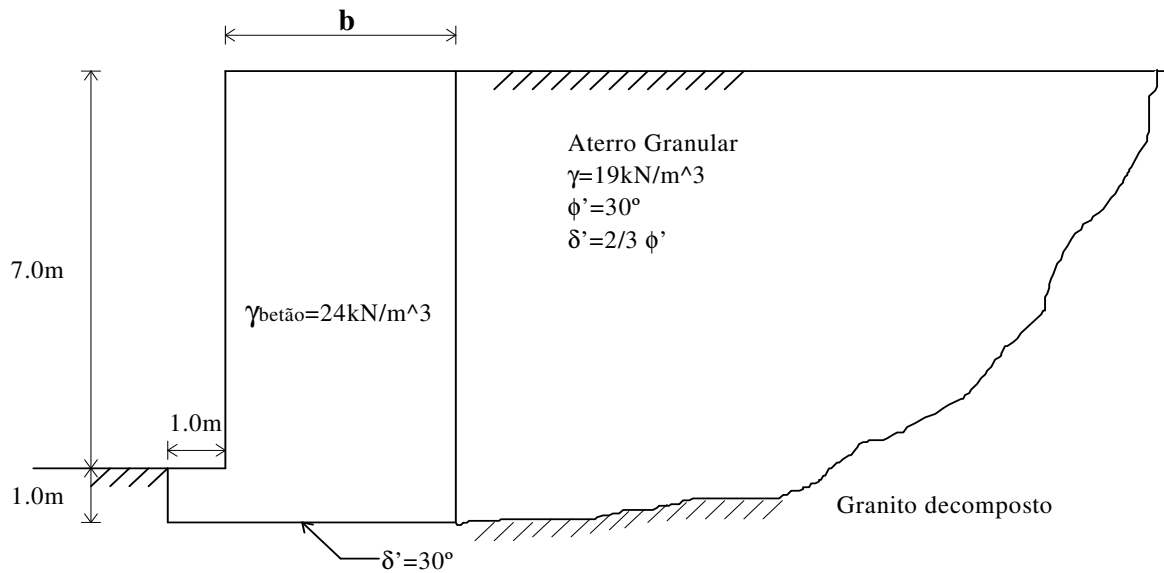 b
Aterro Granular
γ=19kN/m^3
ϕ'=30º
δ'=2/3 ϕ'
7.0m
γbetão=24kN/m^3
1.0m
1.0m
Granito decomposto
δ'=30º